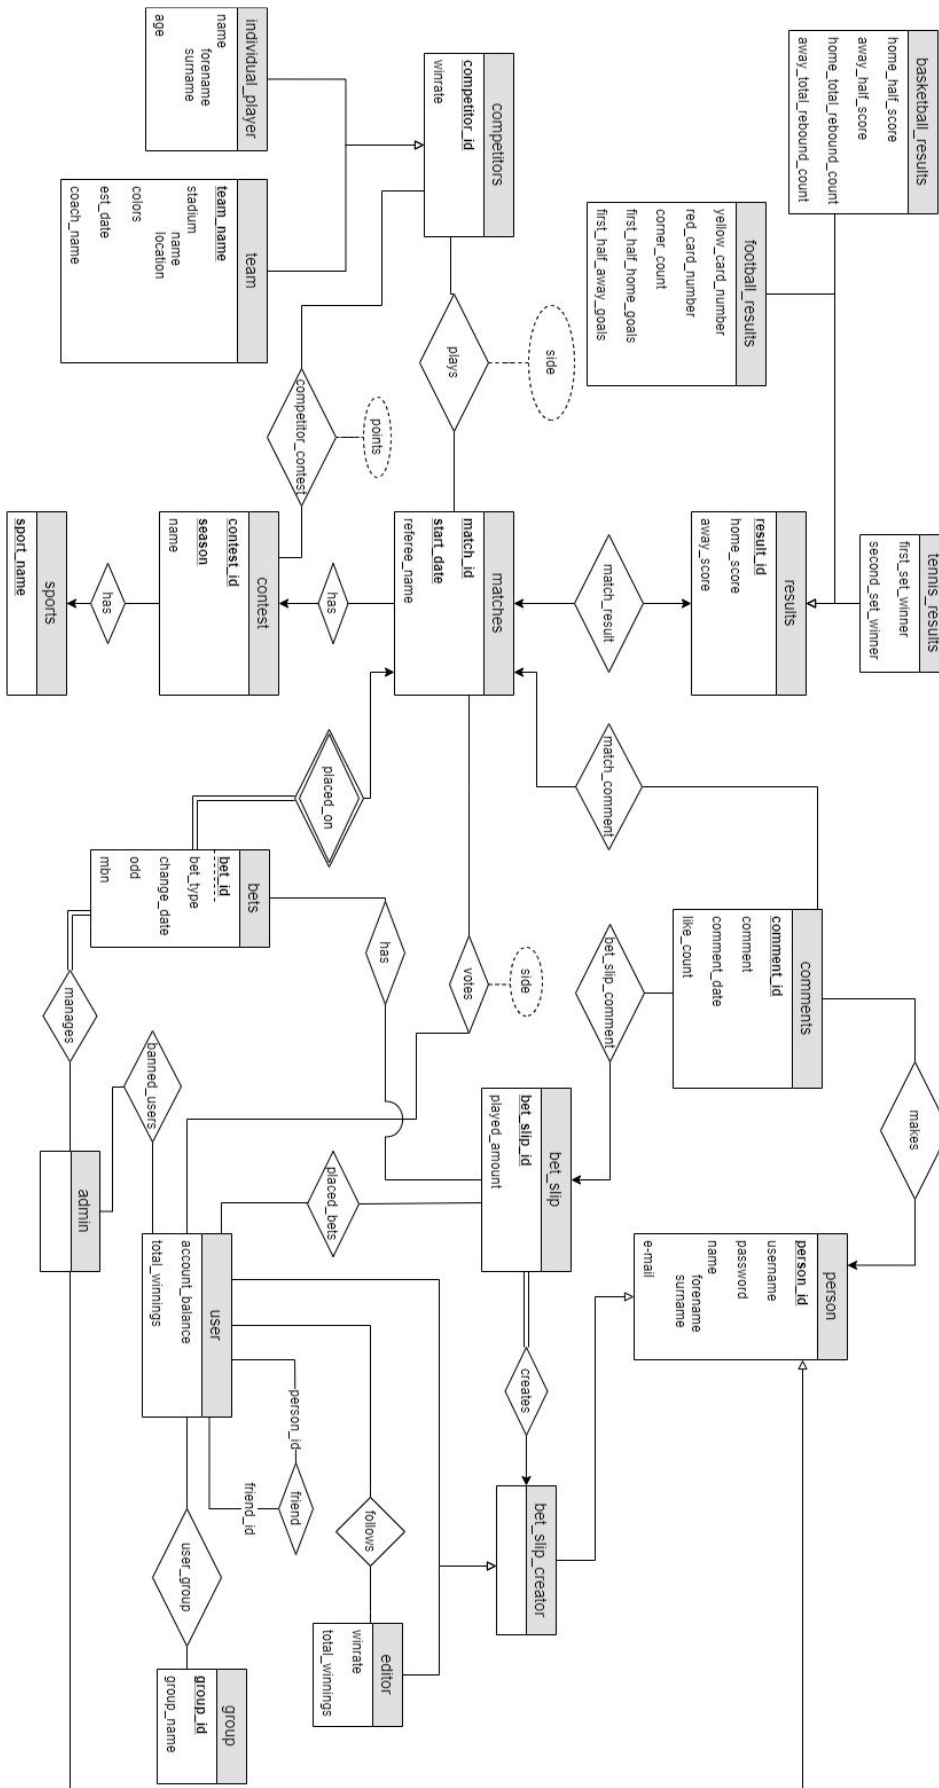 individual_player
name
forename
surname
age
team
team_name
stadium
name
location
colors
est_date
coach_name
competitors
competitor_id
winrate
basketball_results
home_half_score
away_half_score
home_total_rebound_count
away_total_rebound_count
football_results
yellow_card_number
red_card_number
corner_count
first_half_home_goals
first_half_away_goals
tennis_results
first_set_winner
second_set_winner
side
plays
points
competitor_contest
results
result_id
home_score
away_score
match_result
matches
match_id
start_date
referee_name
has
contest
contest_id
season
name
has
sports
sport_name
match_comment
placed_on
comments
comment_id
comment
comment_date
like_count
bets
bet_id
bet_type
change_date
odd
mbn
has
votes
side
bet_slip_comment
manages
banned_users
makes
bet_slip
bet_slip_id
played_amount
placed_bets
admin
user
account_balance
total_winnings
person
person_id
username
password
name
forename
surname
e-mail
creates
person_id
friend
friend_id
follows
bet_slip_creator
user_group
editor
winrate
total_winnings
group
group_id
group_name